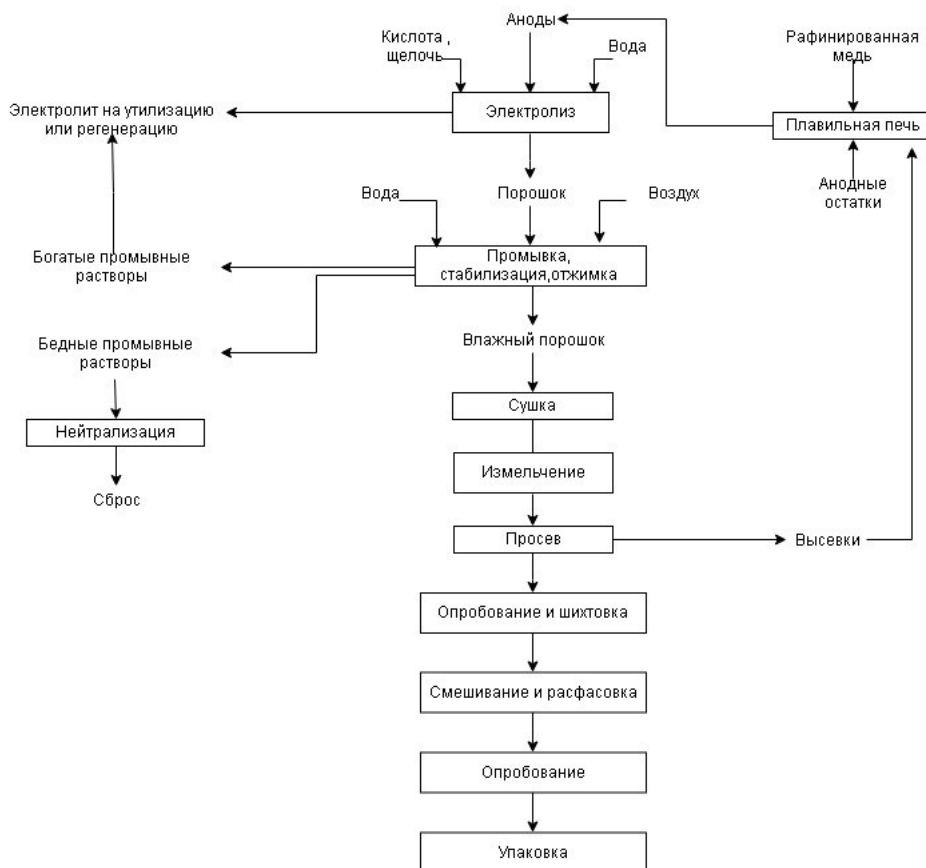 Аноды
Кислота ,
щелочь
Вода
Рафинированная
медь
Электролит на утилизацию
или регенерацию
Электролиз
Плавильная печь
Анодные
остатки
Порошок
Вода
Воздух
Богатые промывные
растворы
Промывка,
стабилизация,отжимка
Бедные промывные
растворы
Влажный порошок
Сушка
Нейтрализация
Измельчение
Сброс
Просев
Высевки
Опробование и шихтовка
Смешивание и расфасовка
Опробование
Упаковка